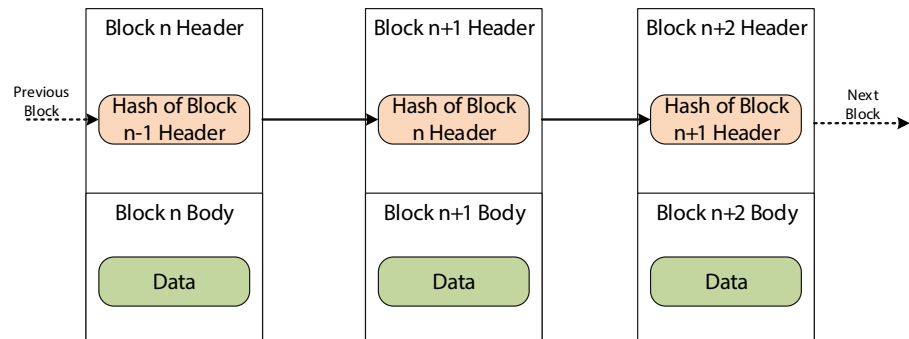 Block n Header
Block n+1 Header
Block n+2 Header
Previous
Block
Hash of Block
n-1 Header
Hash of Block
n Header
Hash of Block
n+1 Header
Next
Block
Block n Body
Block n+1 Body
Block n+2 Body
Data
Data
Data